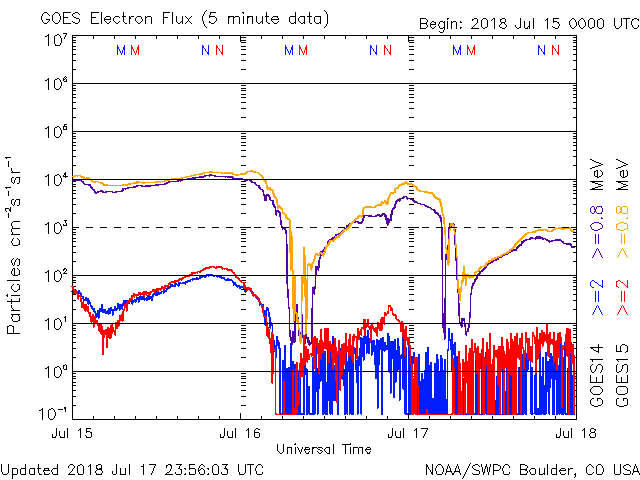 GOES Electron Flux (5 minute data)
Begin: 2018 Jul 15 0000 UTC
10⁷
M M N N M M N N M M N N
10⁶
10⁵
10⁴
10³
10²
10¹
10⁰
10⁻¹
Particles cm⁻²s⁻¹sr⁻¹
Jul 15 Jul 16 Jul 17 Jul 18
Universal Time
GOES14 >=2 >=0.8 MeV
GOES15 >=2 >=0.8 MeV
Updated 2018 Jul 17 23:56:03 UTC
NOAA/SWPC Boulder, CO USA